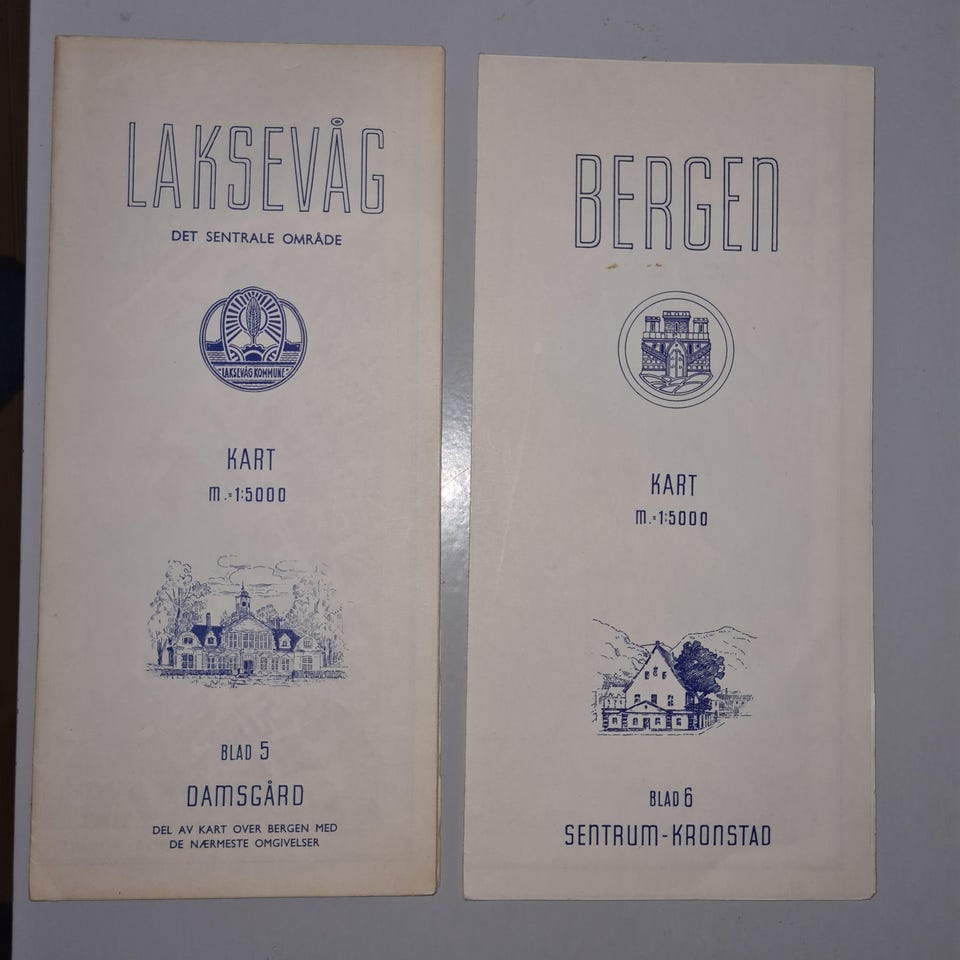 LAKSEVÅG
DET SENTRALE OMRÅDE
LAKSEVÅG KOMMUNE
KART
M.=1:5000
BLAD 5
DAMSGÅRD
DEL AV KART OVER BERGEN MED
DE NÆRMESTE OMGIVELSER
BERGEN
KART
M.=1:5000
BLAD 6
SENTRUM-KRONSTAD